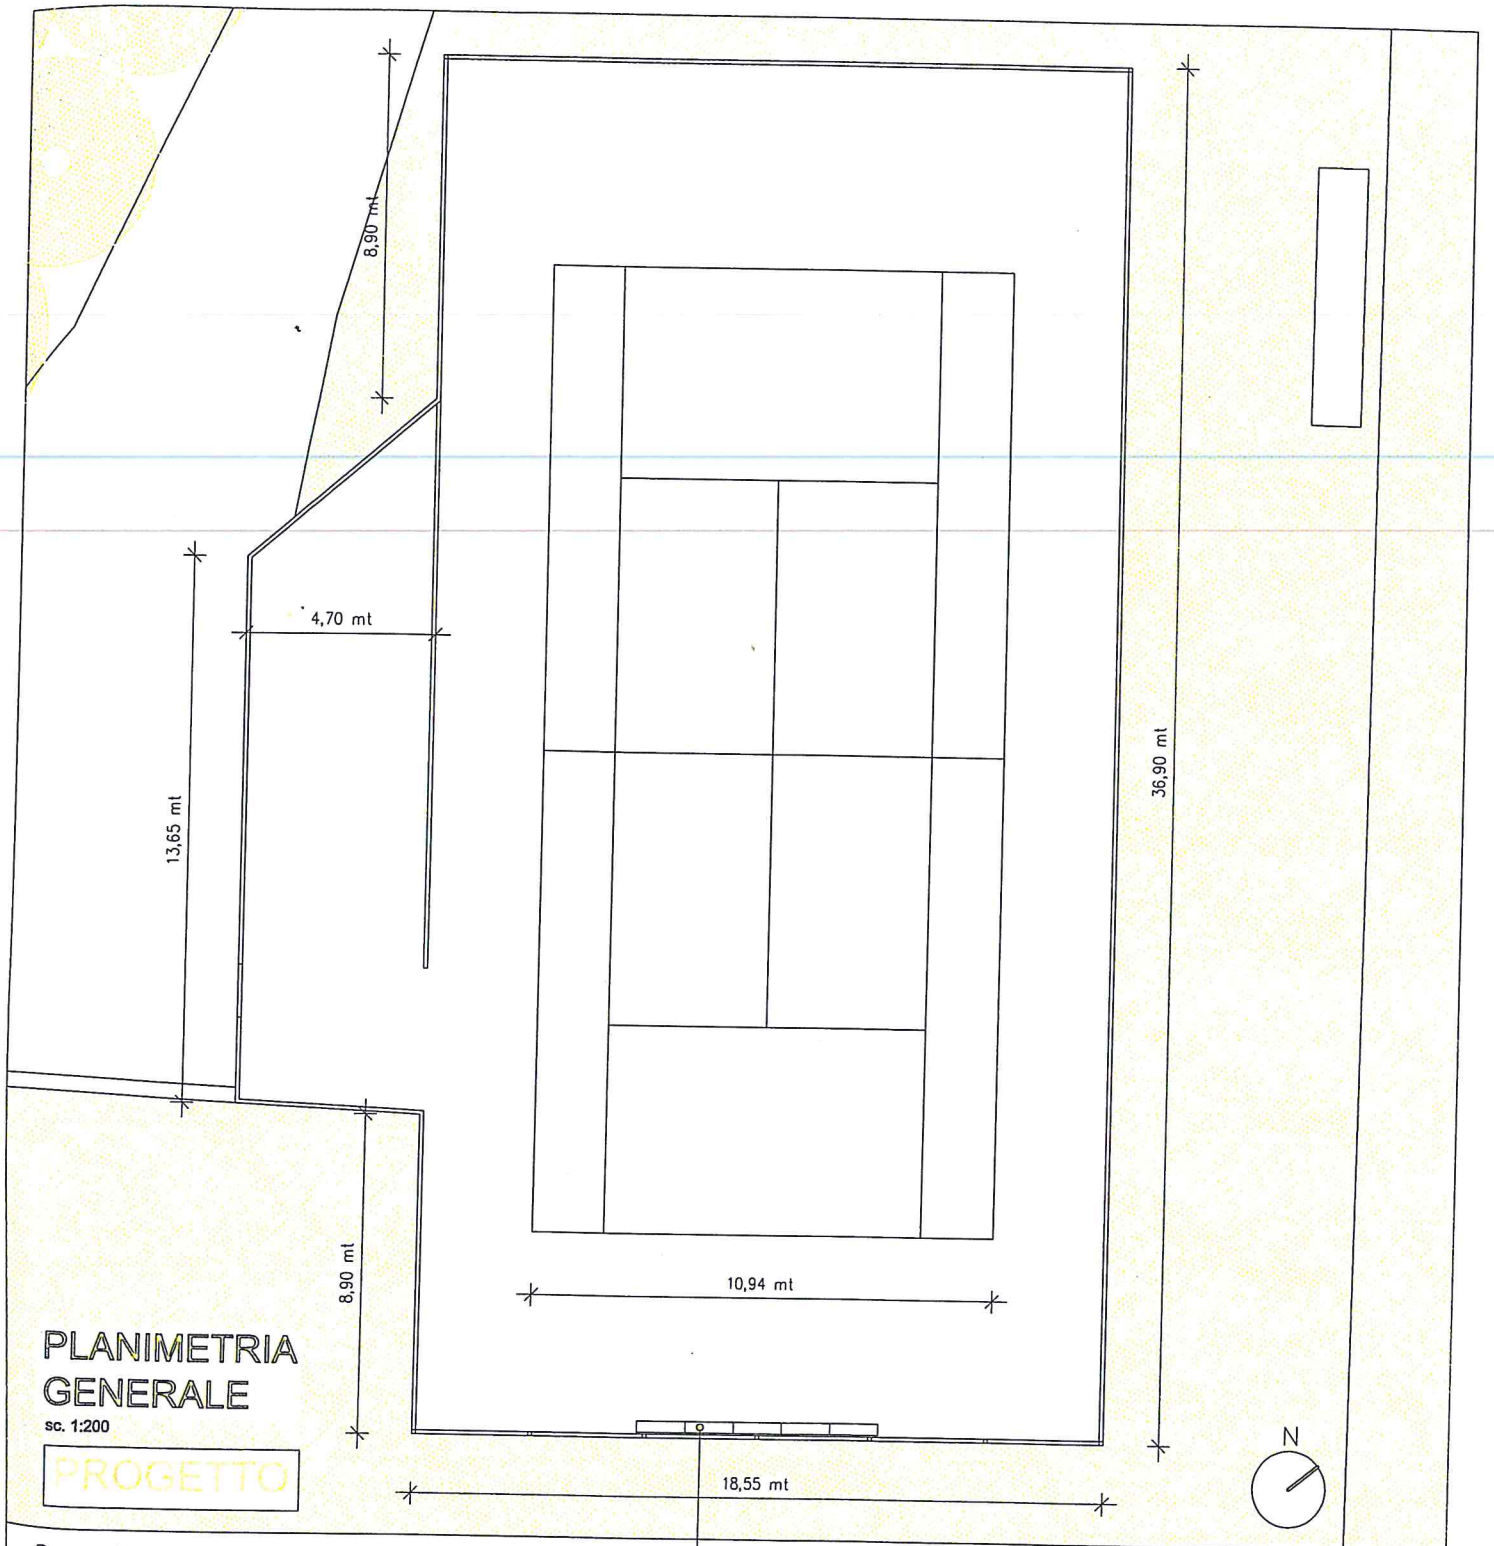 8,90 mt
4,70 mt
13,65 mt
36,90 mt
8,90 mt
10,94 mt
18,55 mt
PLANIMETRIA
GENERALE
sc. 1:200
PROGETTO
N